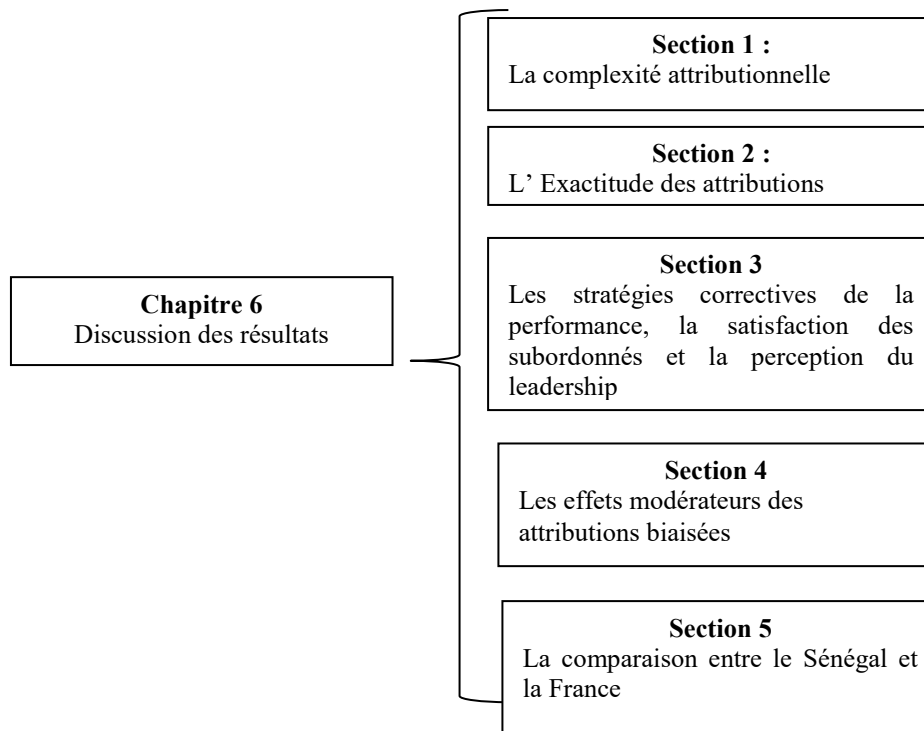 Section 1 :
La complexité attributionnelle
Section 2 :
L' Exactitude des attributions
Chapitre 6
Discussion des résultats
Section 3
Les stratégies correctives de la
performance, la satisfaction des
subordonnés et la perception du
leadership
Section 4
Les effets modérateurs des
attributions biaisées
Section 5
La comparaison entre le Sénégal et
la France